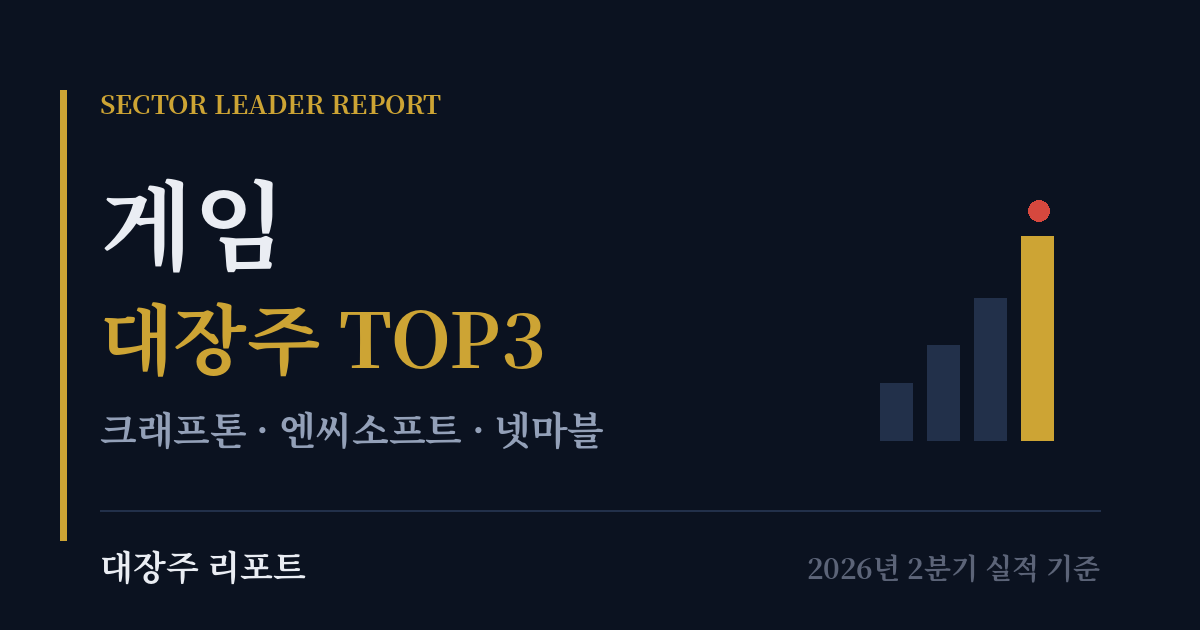 SECTOR LEADER REPORT
게임
대장주 TOP3
크래프톤 · 엔씨소프트 · 넷마블
대장주 리포트
2026년 2분기 실적 기준